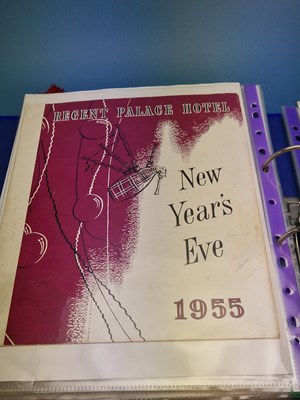 REGENT PALACE HOTEL
New
Year's
Eve
1955